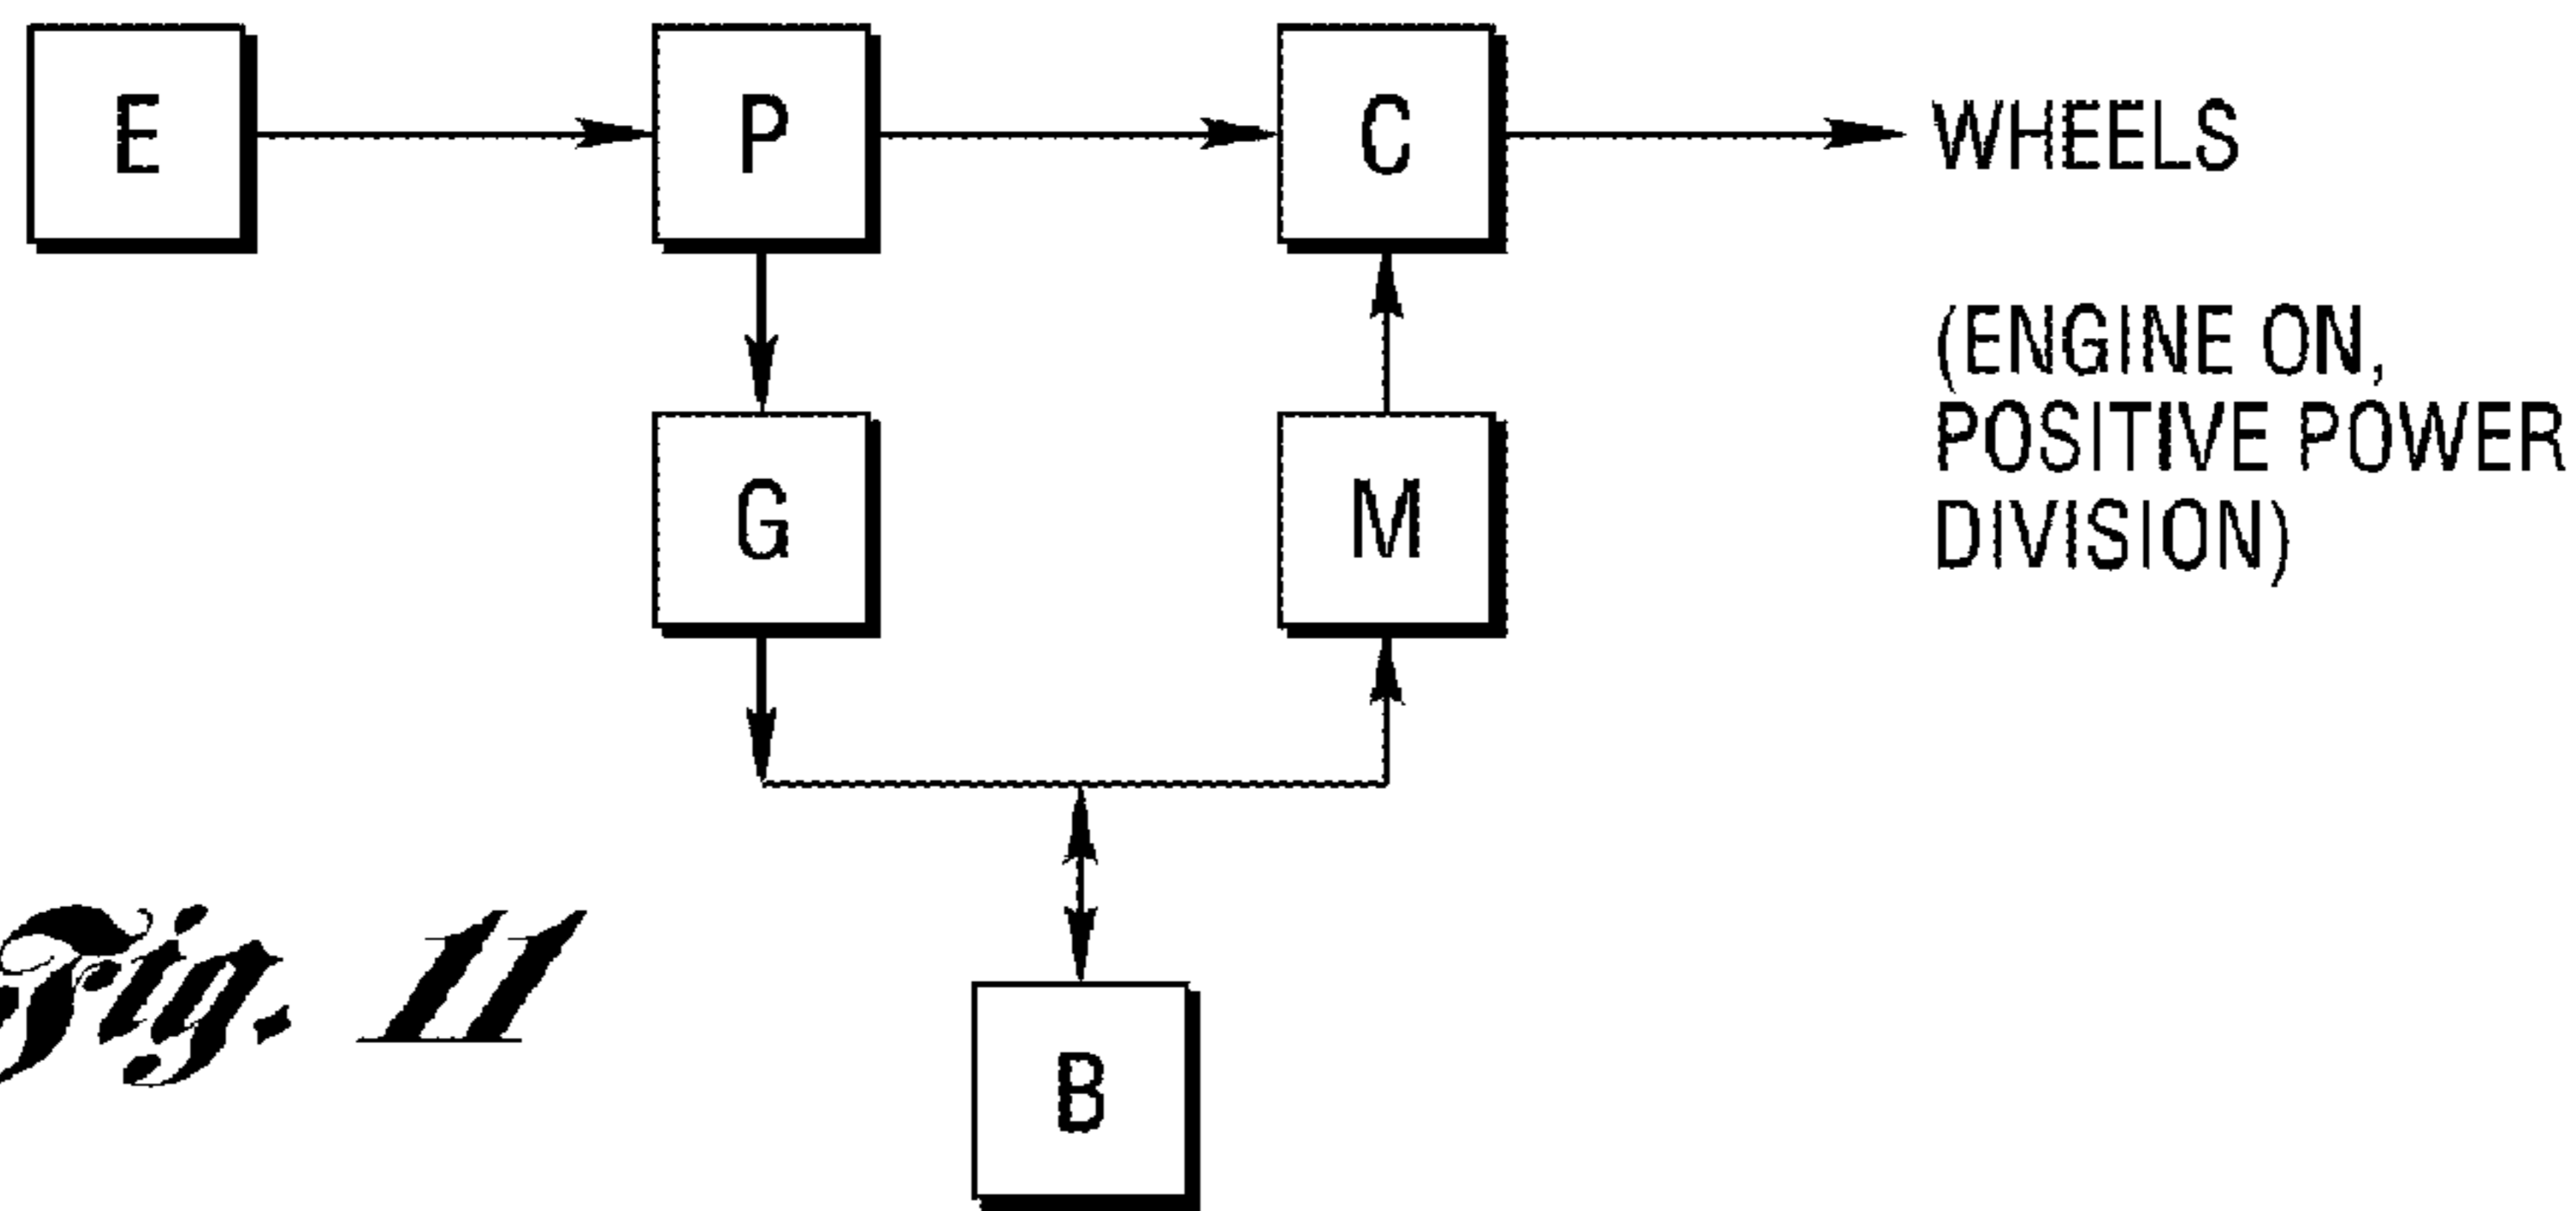 E
P
C
WHEELS
(ENGINE ON,
POSITIVE POWER
DIVISION)
G
M
B
Fig. 11